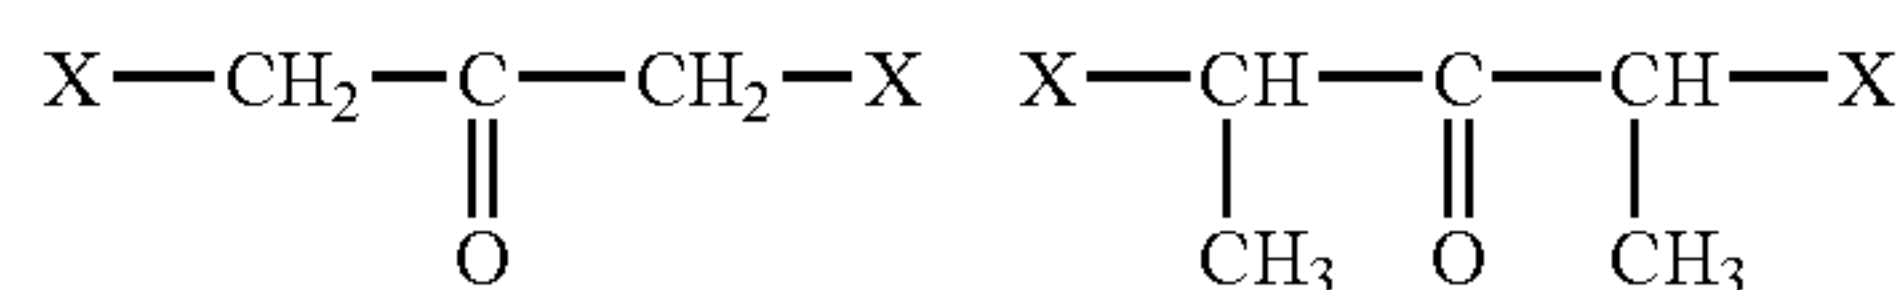 X—CH₂—C—CH₂—X X—CH—C—CH—X
O CH₃ O CH₃